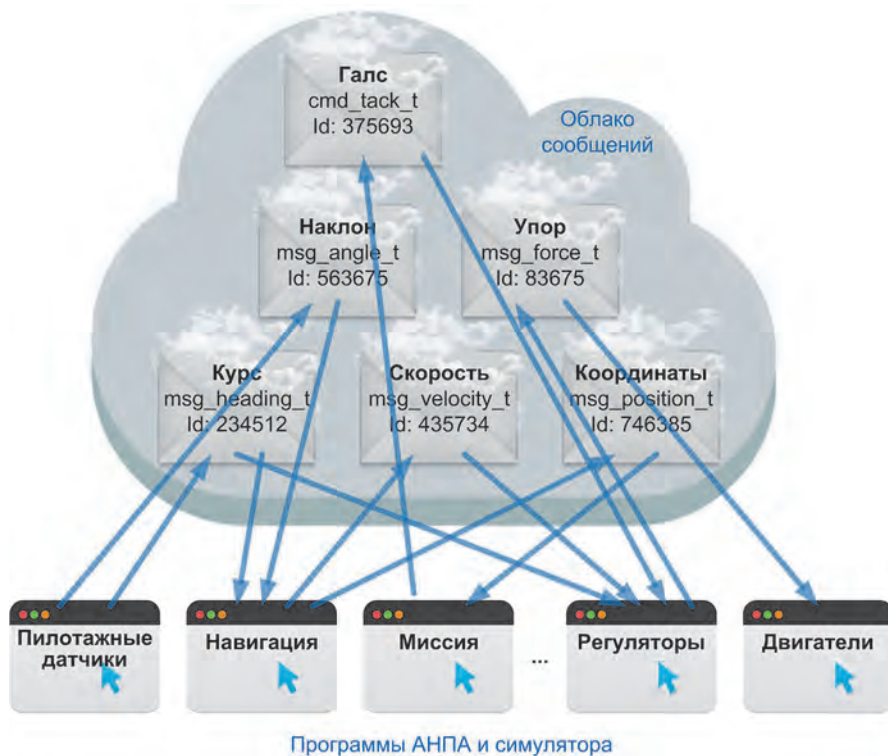 Галс
cmd_tack_t
Id: 375693
Облако
сообщений
Наклон
msg_angle_t
Id: 563675
Упор
msg_force_t
Id: 83675
Курс
msg_heading_t
Id: 234512
Скорость
msg_velocity_t
Id: 435734
Координаты
msg_position_t
Id: 746385
Пилотажные
датчики
Навигация
Миссия
...
Регуляторы
Двигатели
Программы АНПА и симулятора